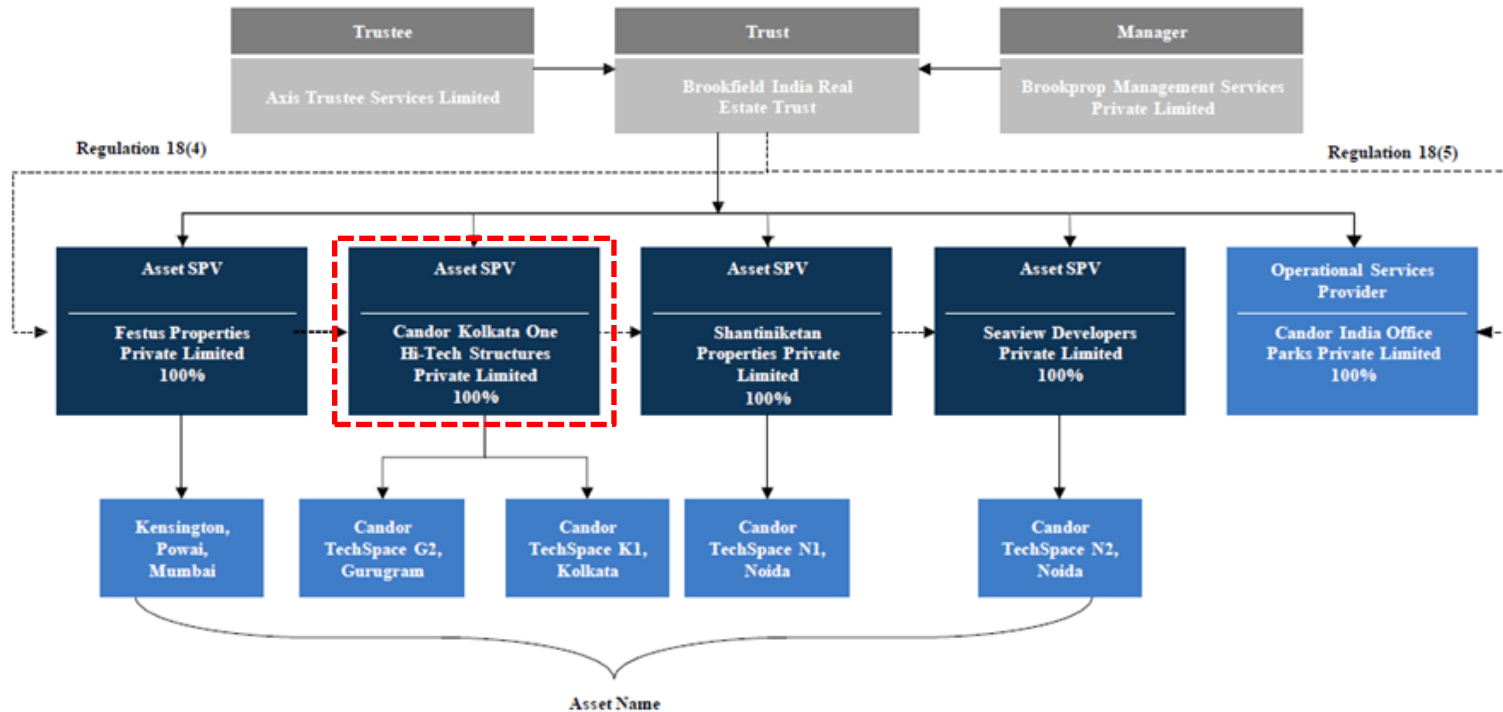 Trustee
Trust
Manager
Axis Trustee Services Limited
Brookfield India Real
Estate Trust
Brookprop Management Services
Private Limited
Regulation 18(4)
Regulation 18(5)
Asset SPV
Festus Properties
Private Limited
100%
Asset SPV
Candor Kolkata One
Hi-Tech Structures
Private Limited
100%
Asset SPV
Shantiniketan
Properties Private
Limited
100%
Asset SPV
Seaview Developers
Private Limited
100%
Operational Services
Provider
Candor India Office
Parks Private Limited
100%
Kensington,
Powai,
Mumbai
Candor
TechSpace G2,
Gurugram
Candor
TechSpace K1,
Kolkata
Candor
TechSpace N1,
Noida
Candor
TechSpace N2,
Noida
Asset Name